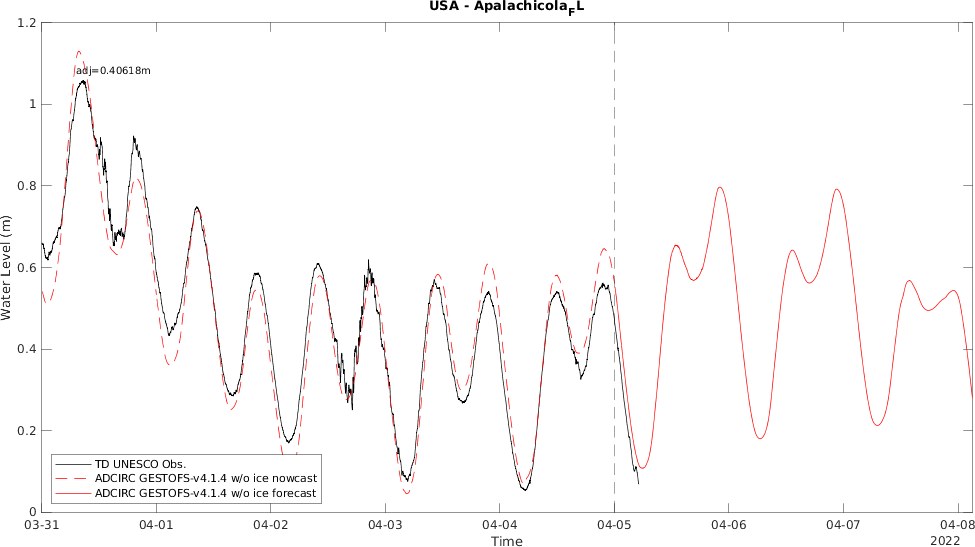 USA - ApalachicolaFL
1.2
adj=0.40618m
1
0.8
0.6
0.4
0.2
0
Water Level (m)
TD UNESCO Obs.
ADCIRC GESTOFS-v4.1.4 w/o ice nowcast
ADCIRC GESTOFS-v4.1.4 w/o ice forecast
03-31 04-01 04-02 04-03 04-04 04-05 04-06 04-07 04-08
Time
2022